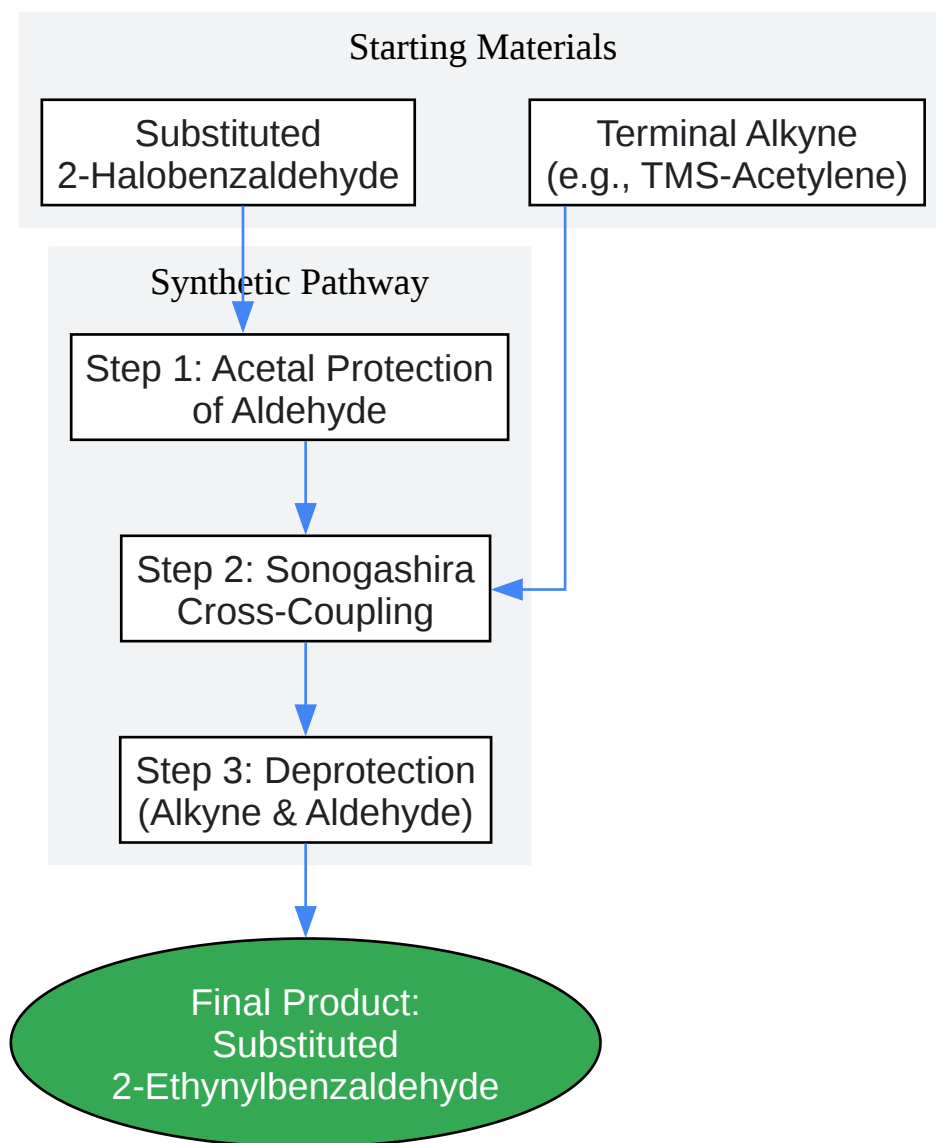 Starting Materials
Substituted
2-Halobenzaldehyde
Terminal Alkyne
(e.g., TMS-Acetylene)
Synthetic Pathway
Step 1: Acetal Protection
of Aldehyde
Step 2: Sonogashira
Cross-Coupling
Step 3: Deprotection
(Alkyne & Aldehyde)
Final Product:
Substituted
2-Ethynylbenzaldehyde